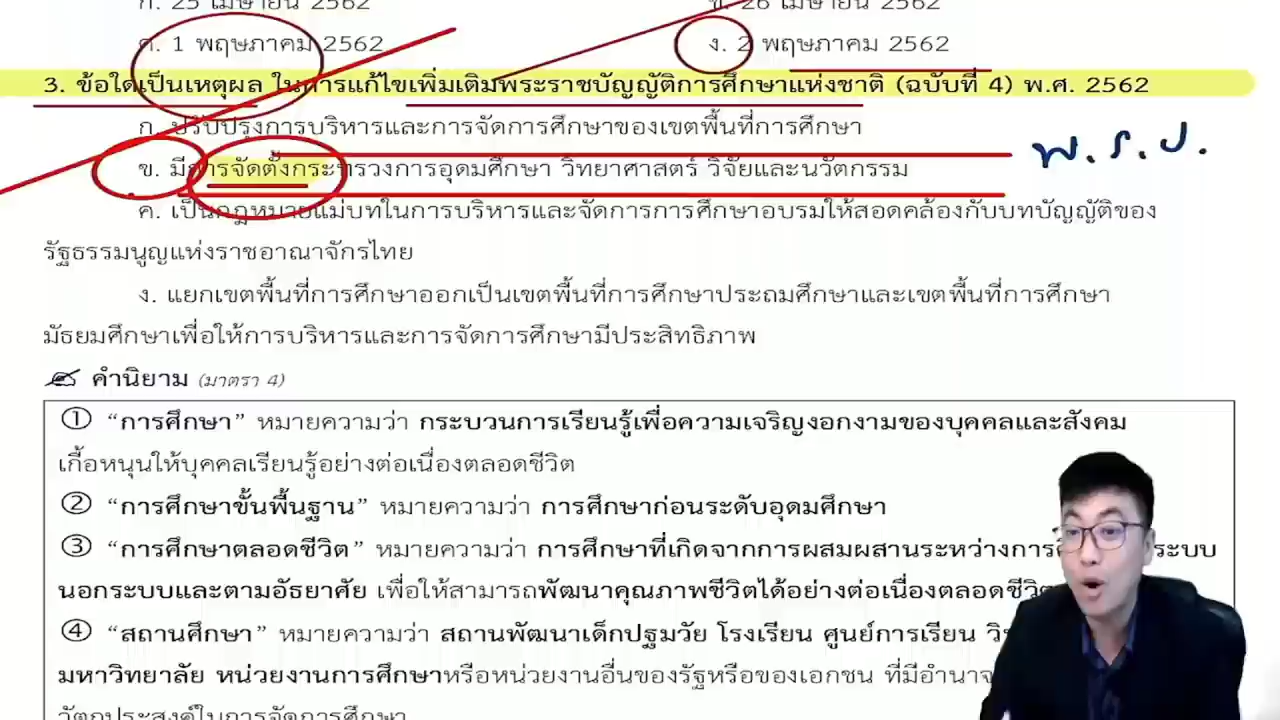 ก. 25 เมษายน 2562 ข. 26 เมษายน 2562
ค. 1 พฤษภาคม 2562 ง. 2 พฤษภาคม 2562
3. ข้อใดเป็นเหตุผล ในการแก้ไขเพิ่มเติมพระราชบัญญัติการศึกษาแห่งชาติ (ฉบับที่ 4) พ.ศ. 2562
ก. ปรับปรุงการบริหารและการจัดการศึกษาของเขตพื้นที่การศึกษา
พ.ร.บ.
ข. มีการจัดตั้งกระทรวงการอุดมศึกษา วิทยาศาสตร์ วิจัยและนวัตกรรม
ค. เป็นกฎหมายแม่บทในการบริหารและจัดการการศึกษาอบรมให้สอดคล้องกับบทบัญญัติของ
รัฐธรรมนูญแห่งราชอาณาจักรไทย
ง. แยกเขตพื้นที่การศึกษาออกเป็นเขตพื้นที่การศึกษาประถมศึกษาและเขตพื้นที่การศึกษา
มัธยมศึกษาเพื่อให้การบริหารและการจัดการศึกษามีประสิทธิภาพ
คำนิยาม (มาตรา 4)
① “การศึกษา” หมายความว่า กระบวนการเรียนรู้เพื่อความเจริญงอกงามของบุคคลและสังคม
เกื้อหนุนให้บุคคลเรียนรู้อย่างต่อเนื่องตลอดชีวิต
② “การศึกษาขั้นพื้นฐาน” หมายความว่า การศึกษาก่อนระดับอุดมศึกษา
③ “การศึกษาตลอดชีวิต” หมายความว่า การศึกษาที่เกิดจากการผสมผสานระหว่างการ ระบบ
นอกระบบและตามอัธยาศัย เพื่อให้สามารถพัฒนาคุณภาพชีวิตได้อย่างต่อเนื่องตลอดชีวิต
④ “สถานศึกษา” หมายความว่า สถานพัฒนาเด็กปฐมวัย โรงเรียน ศูนย์การเรียน
มหาวิทยาลัย หน่วยงานการศึกษาหรือหน่วยงานอื่นของรัฐหรือของเอกชน ที่มีอำนาจ
วัตถุประสงค์ในการจัดการศึกษา